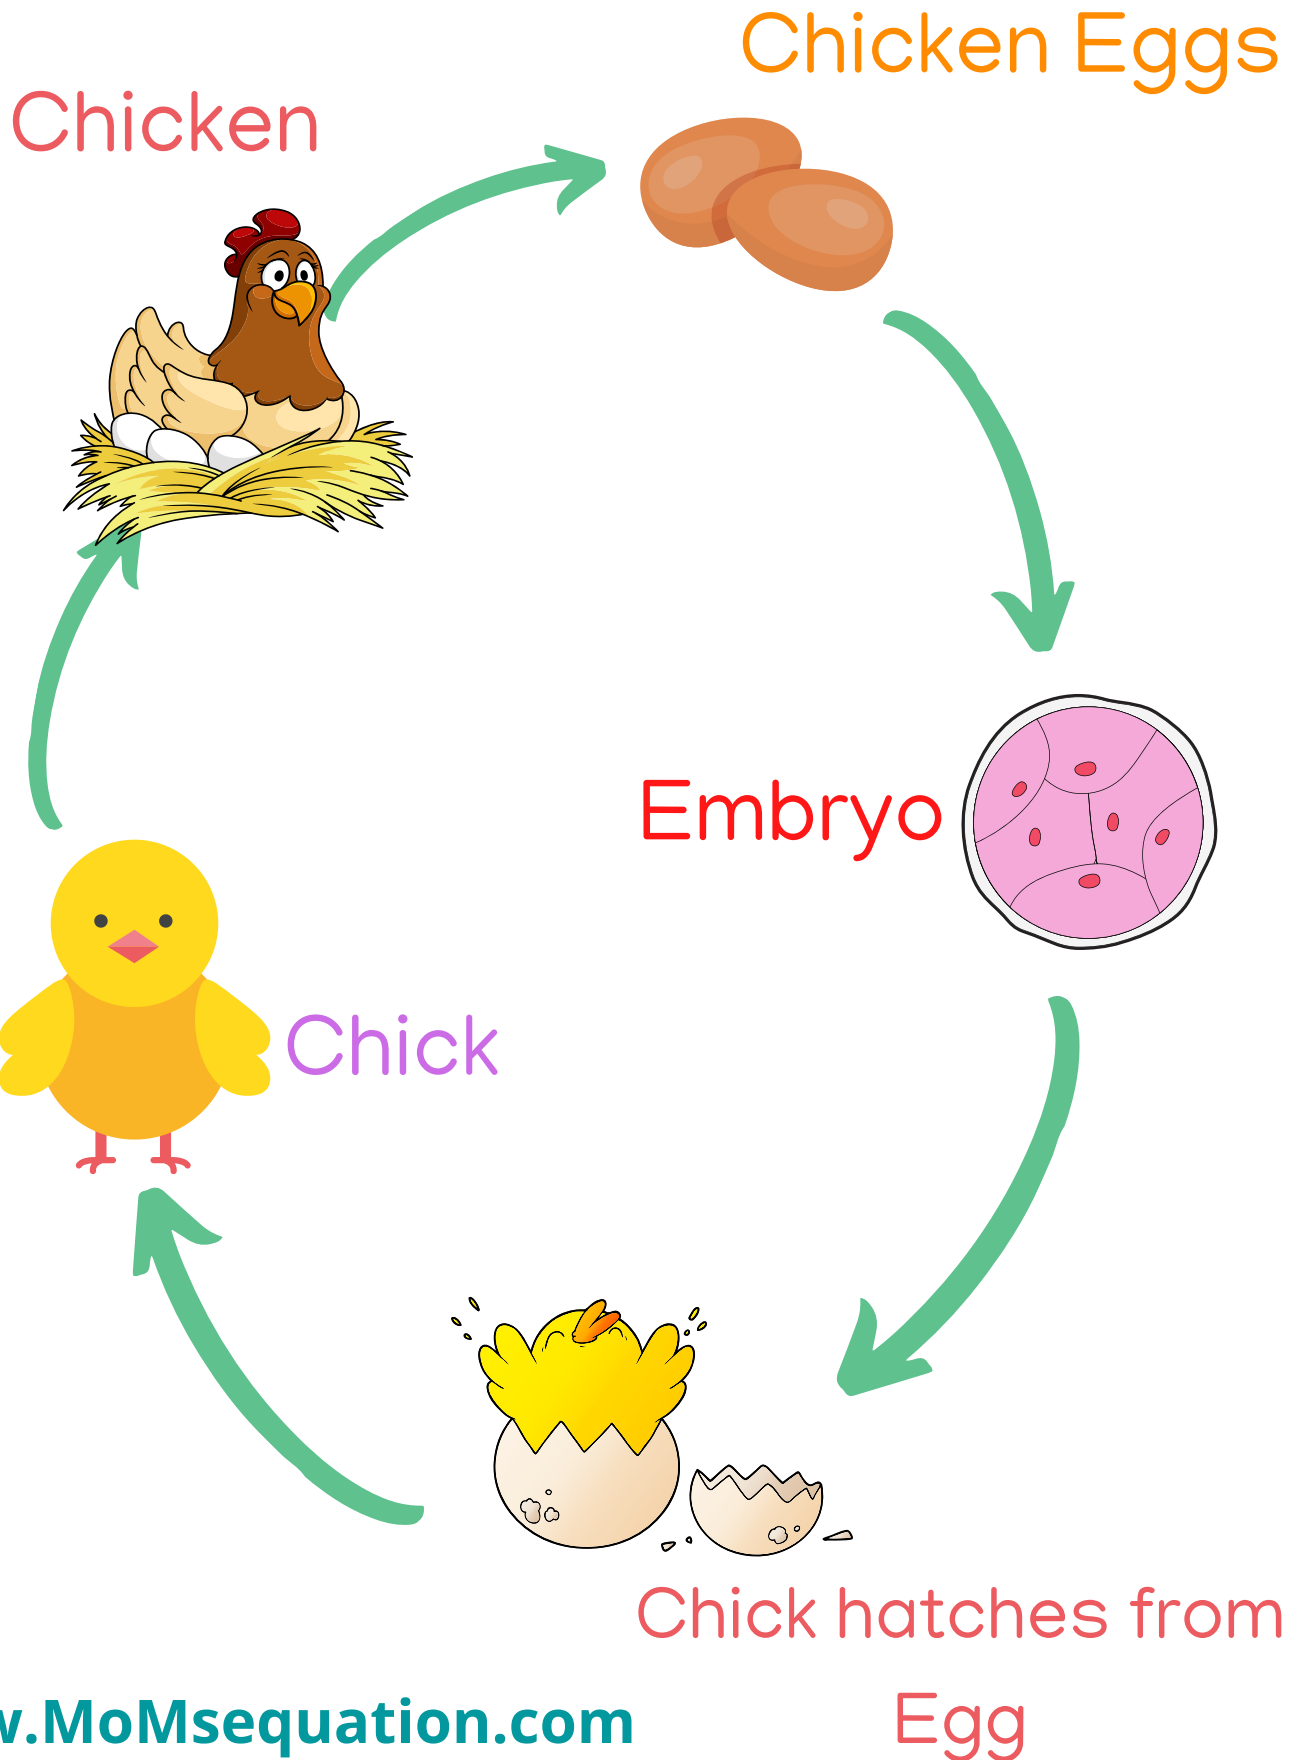 Chicken Eggs
Chicken
Embryo
Chick
Chick hatches from
Egg
w.MoMsequation.com